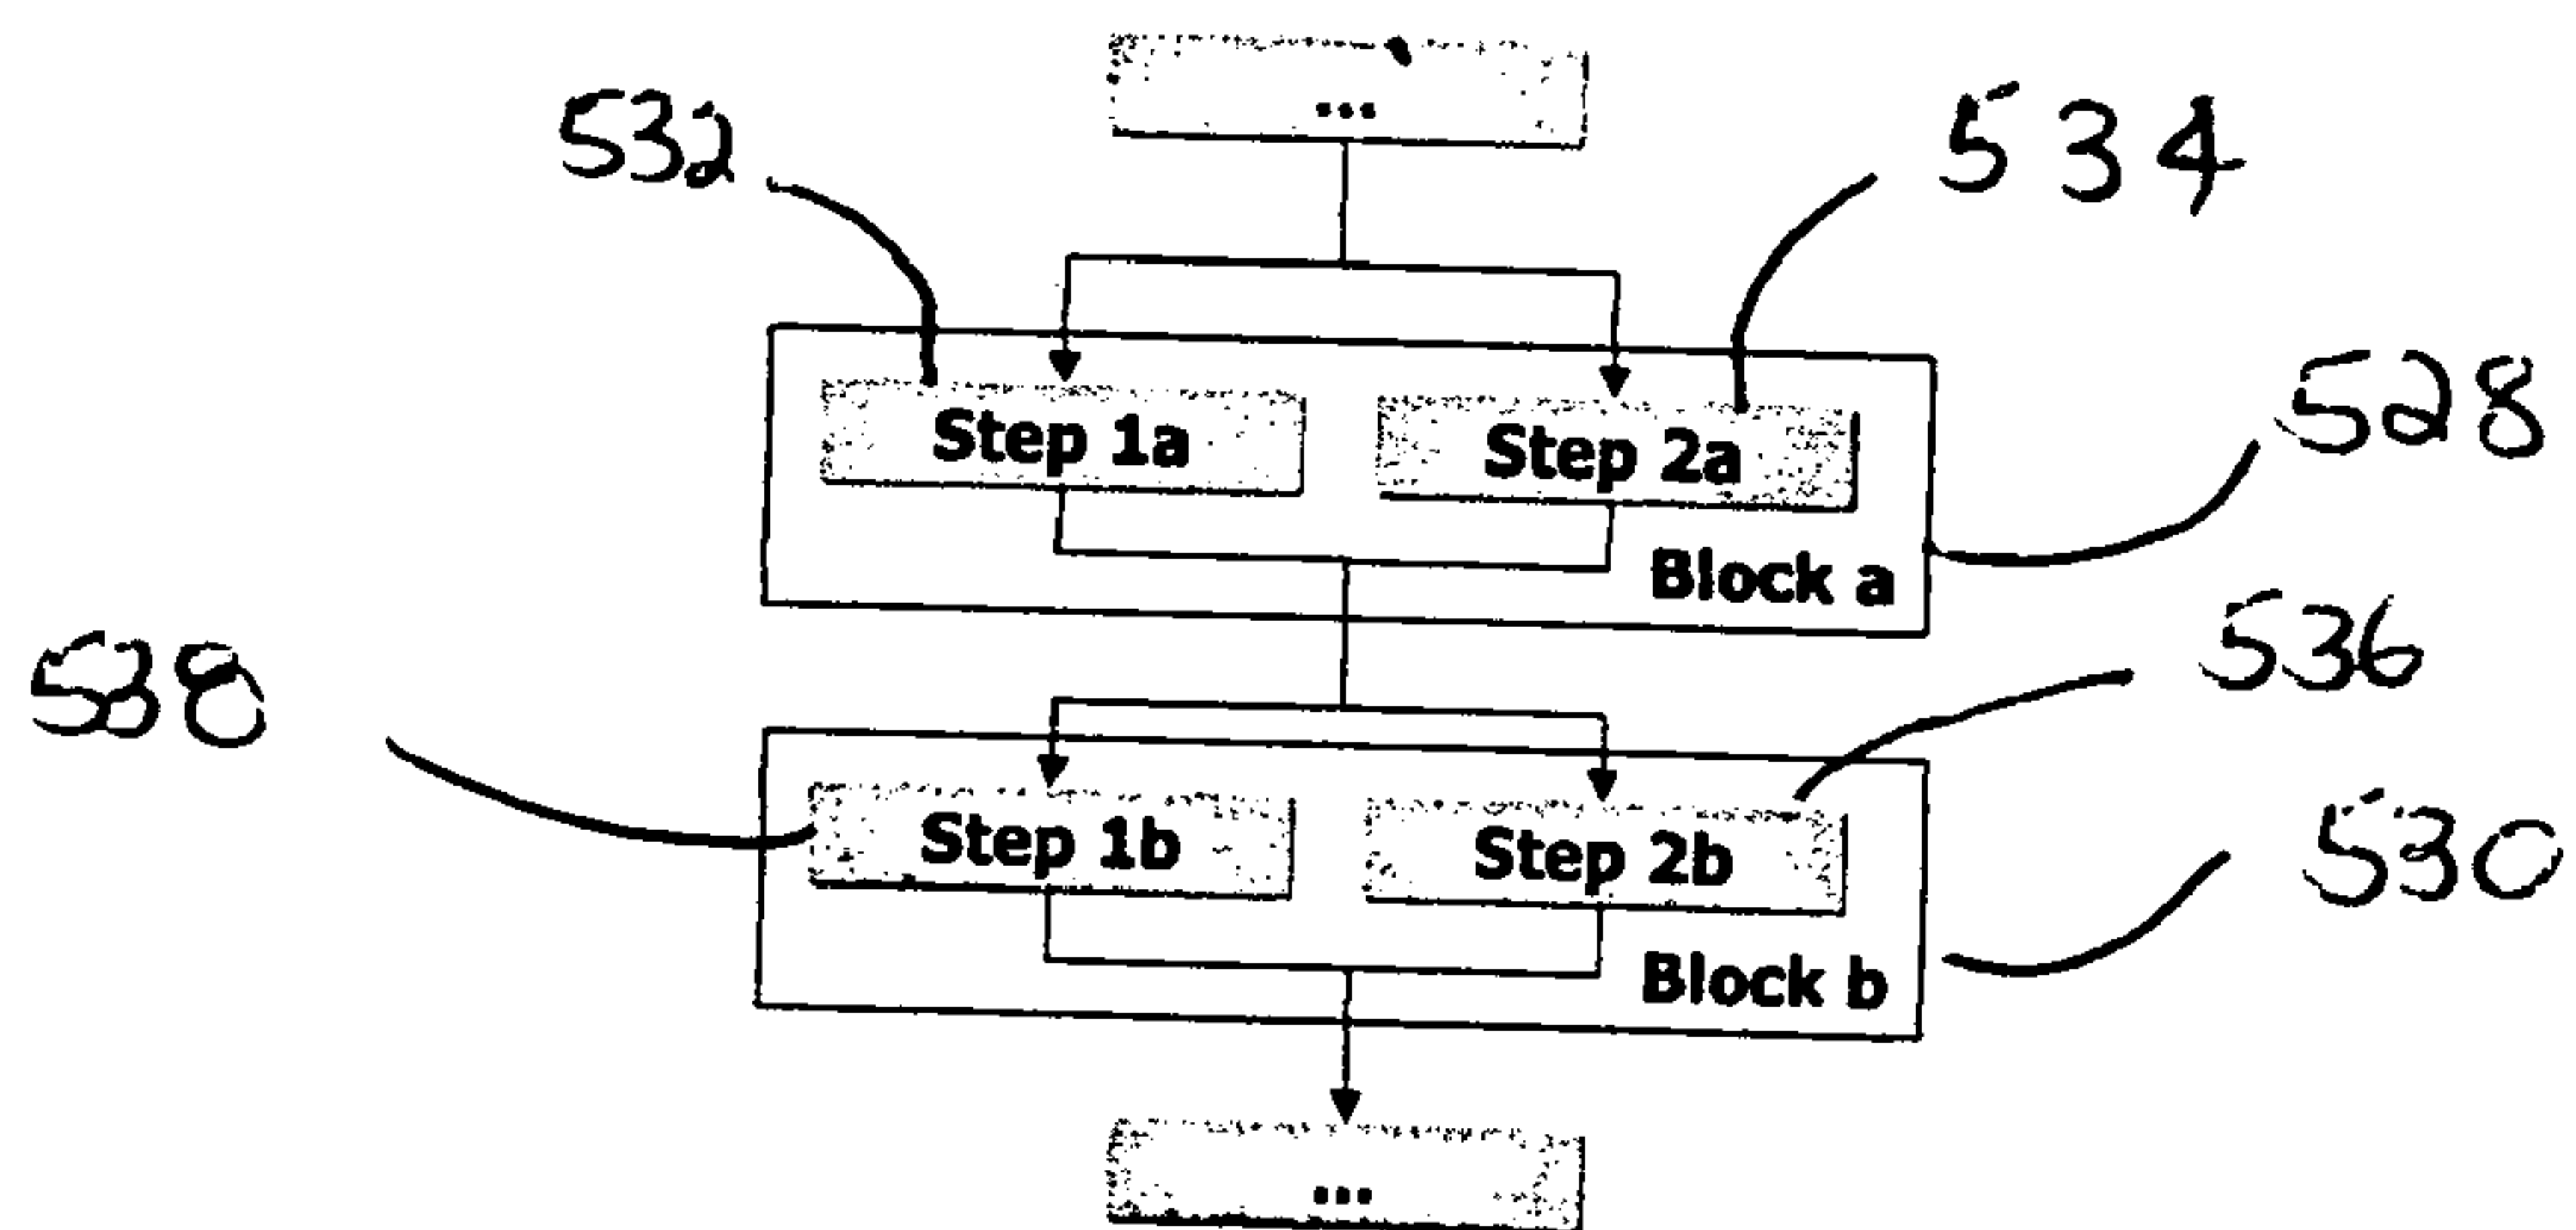 ...
532
534
Step 1a
Step 2a
528
Block a
538
536
Step 1b
Step 2b
530
Block b
...